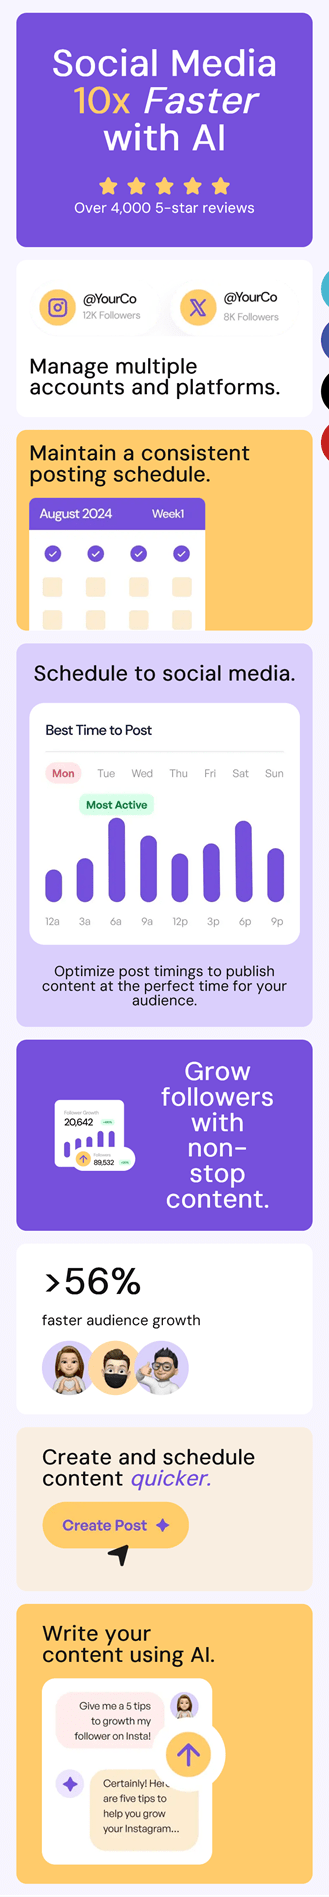 Social Media
10x Faster
with AI
Over 4,000 5-star reviews
@YourCo
12K Followers
@YourCo
8K Followers
Manage multiple
accounts and platforms.
Maintain a consistent
posting schedule.
August 2024 Week1
Schedule to social media.
Best Time to Post
Mon Tue Wed Thu Fri Sat Sun
Most Active
12a 3a 6a 9a 12p 3p 6p 9p
Optimize post timings to publish
content at the perfect time for your
audience.
Grow
followers
with
non-
stop
content.
Follower Growth
20,642
Followers
89,532
>56%
faster audience growth
Create and schedule
content quicker.
Create Post
Write your
content using AI.
Give me a 5 tips
to growth my
follower on Insta!
Certainly! Here
are five tips to
help you grow
your Instagram...